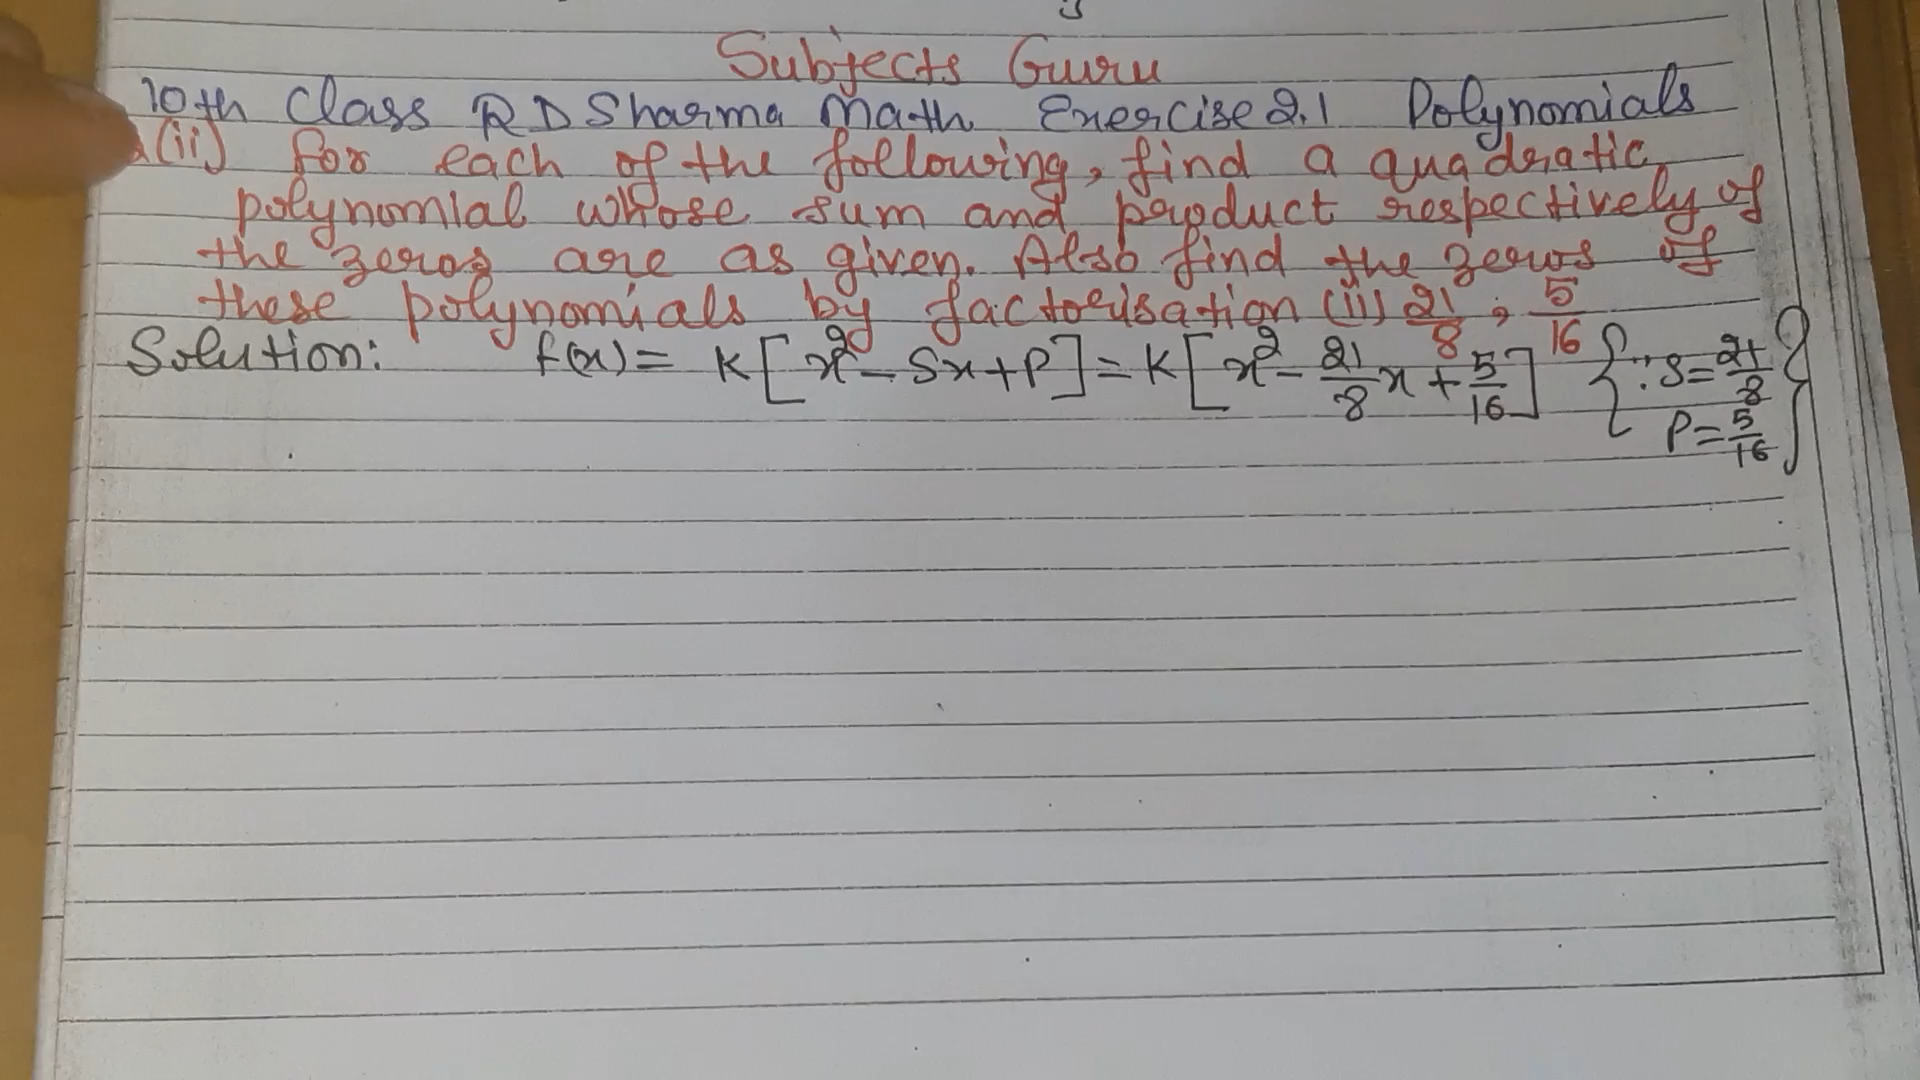 Subjects Guru
10th Class RD Sharma Math Exercise 2.1 Polynomials
2(ii) For each of the following, find a quadratic
polynomial whose sum and product respectively of
the zeros are as given. Also find the zeros of
these polynomials by factorisation (ii) 21/8, 5/16
Solution: f(x) = K[x² - Sx + P] = K[x² - 21/8 x + 5/16] {∵ S = 21/8
P = 5/16}